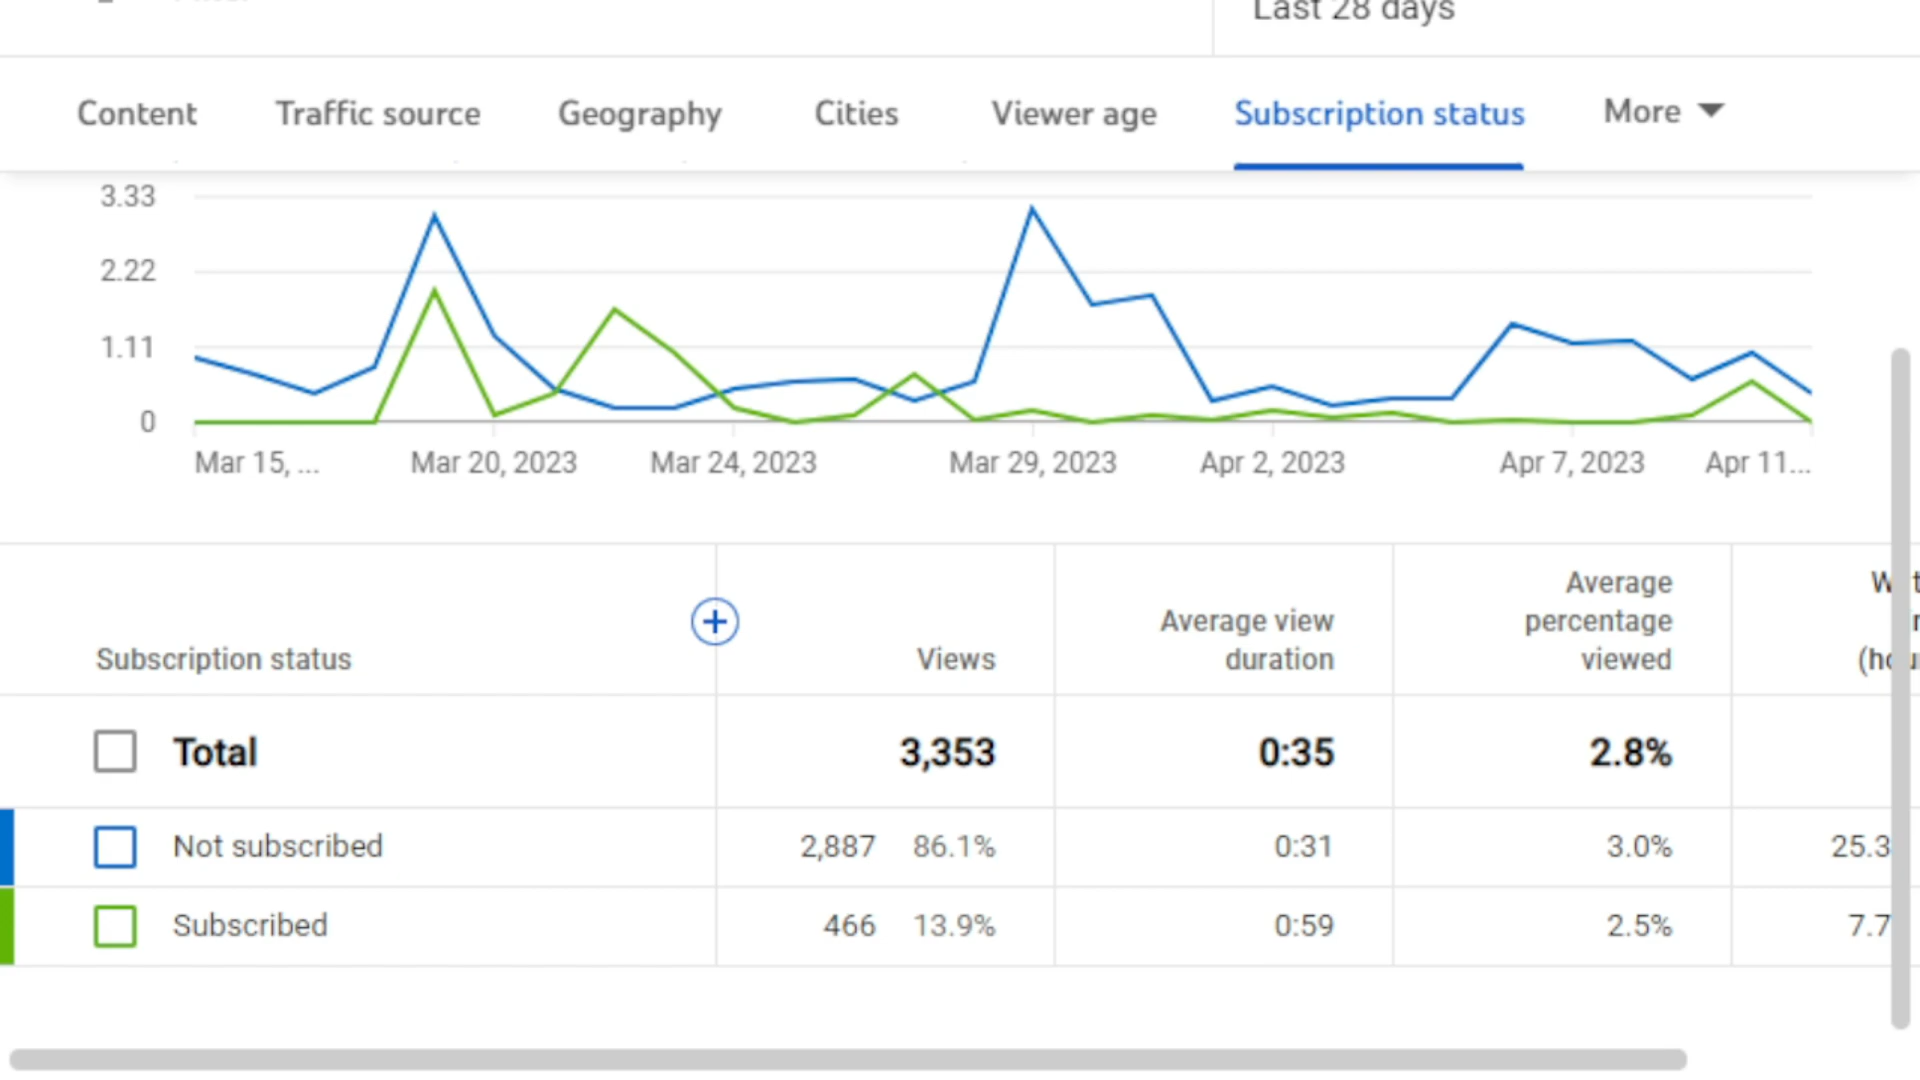 Last 28 days
Content Traffic source Geography Cities Viewer age Subscription status More
3.33
2.22
1.11
0
Mar 15, ... Mar 20, 2023 Mar 24, 2023 Mar 29, 2023 Apr 2, 2023 Apr 7, 2023 Apr 11...
Subscription status Views Average view duration Average percentage viewed
Total 3,353 0:35 2.8%
Not subscribed 2,887 86.1% 0:31 3.0% 25.3
Subscribed 466 13.9% 0:59 2.5% 7.7